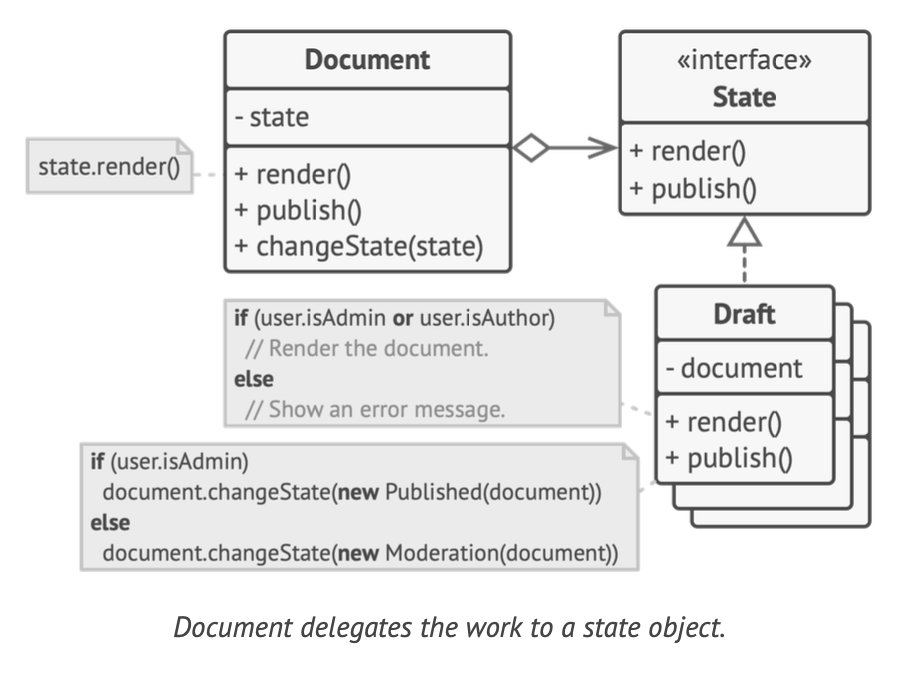 Document
- state
+ render()
+ publish()
+ changeState(state)
«interface»
State
+ render()
+ publish()
state.render()
if (user.isAdmin or user.isAuthor)
// Render the document.
else
// Show an error message.
Draft
- document
+ render()
+ publish()
if (user.isAdmin)
document.changeState(new Published(document))
else
document.changeState(new Moderation(document))
Document delegates the work to a state object.